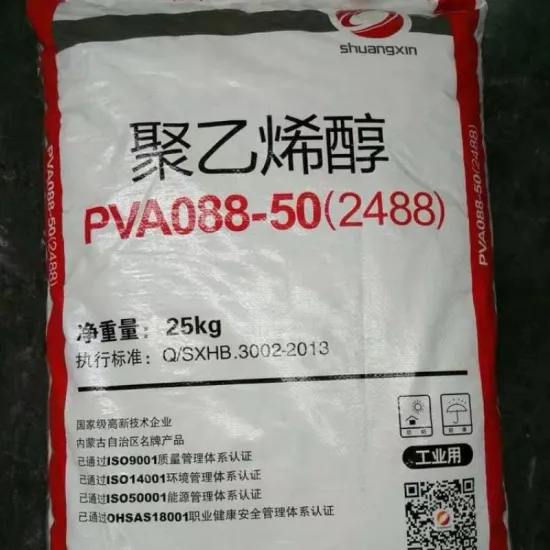 shuangxin
聚乙烯醇
PVA088-50(2488)
PVA088-50(2488)
PVA088-50(2488)
净重量：25kg
执行标准：Q/SXHB.3002-2013
国家级高新技术企业
内蒙古自治区名牌产品
已通过ISO9001质量管理体系认证
已通过ISO14001环境管理体系认证
已通过ISO50001能源管理体系认证
已通过OHSAS18001职业健康安全管理体系认证
工业用